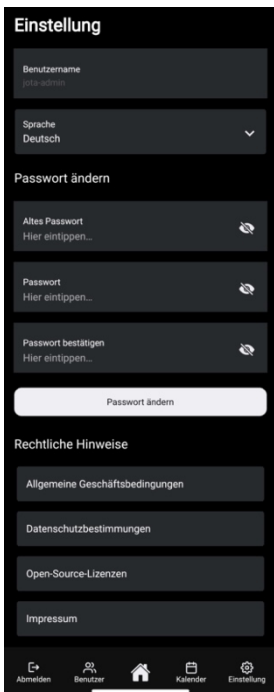 Einstellung
Benutzername
jota-admin
Sprache
Deutsch
Passwort ändern
Altes Passwort
Hier eintippen...
Passwort
Hier eintippen...
Passwort bestätigen
Hier eintippen...
Passwort ändern
Rechtliche Hinweise
Allgemeine Geschäftsbedingungen
Datenschutzbestimmungen
Open-Source-Lizenzen
Impressum
Abmelden Benutzer Kalender Einstellung